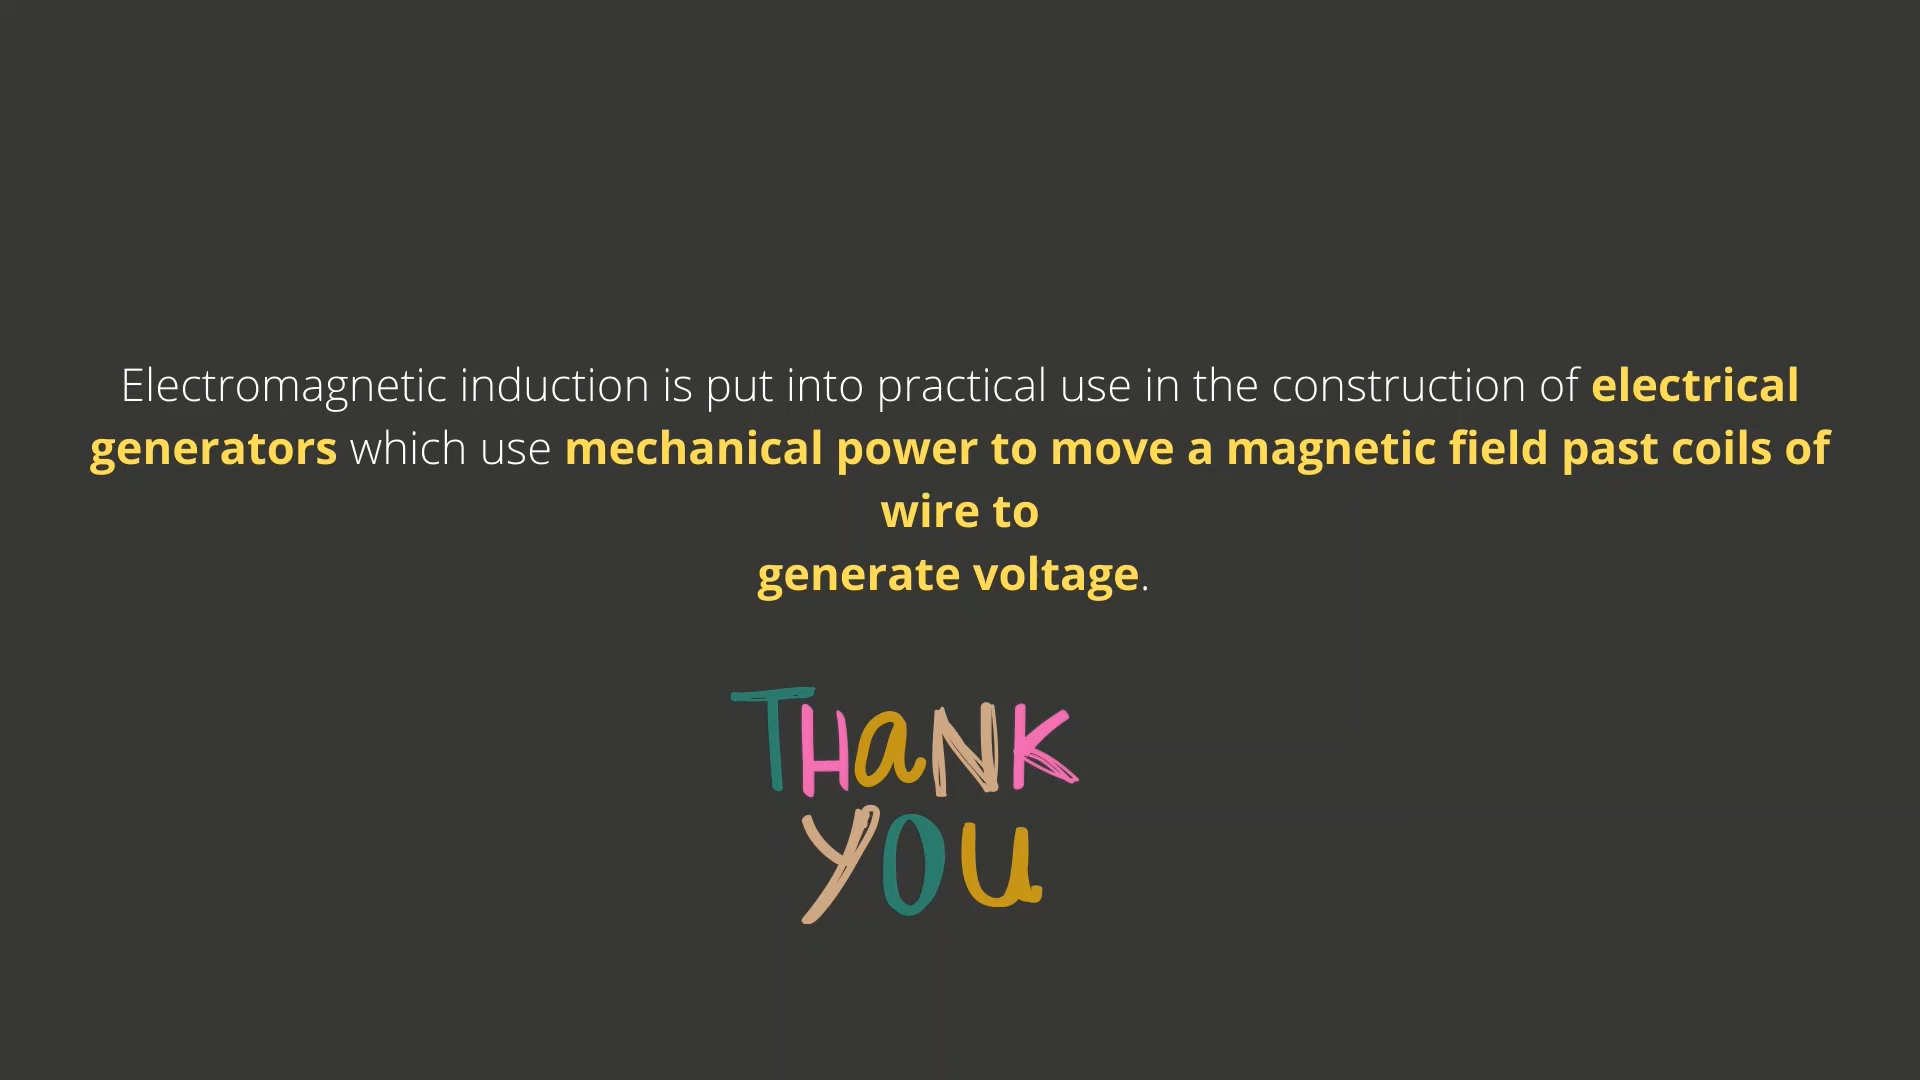 Electromagnetic induction is put into practical use in the construction of electrical
generators which use mechanical power to move a magnetic field past coils of
wire to
generate voltage.
THaNK
YOU